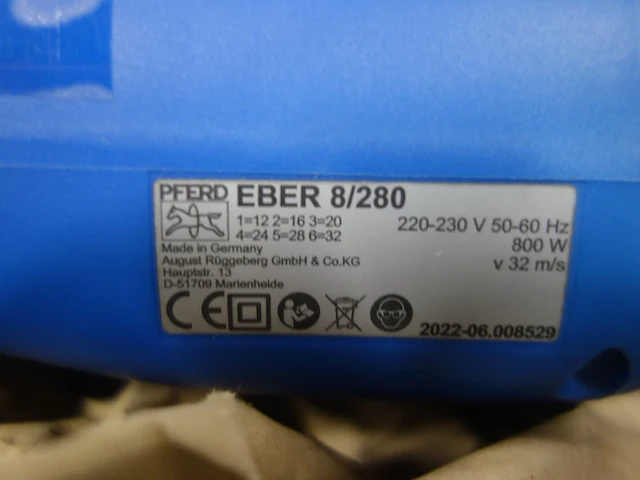 PFERD EBER 8/280
1=12 2=16 3=20
4=24 5=28 6=32
220-230 V 50-60 Hz
800 W
v 32 m/s
Made in Germany
August Rüggeberg GmbH & Co.KG
Hauptstr. 13
D-51709 Marienheide
CE
2022-06.008529